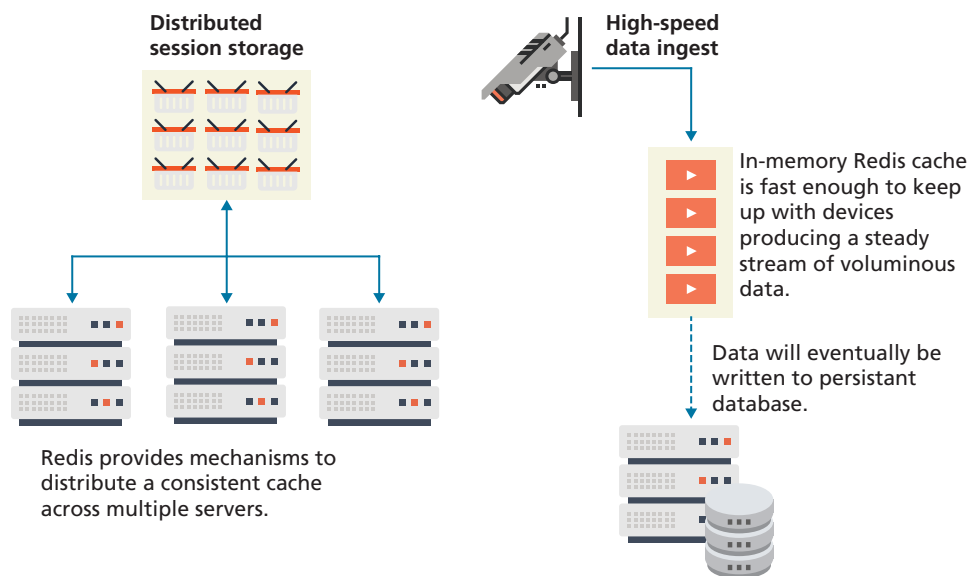 Distributed
session storage
Redis provides mechanisms to
distribute a consistent cache
across multiple servers.
High-speed
data ingest
In-memory Redis cache
is fast enough to keep
up with devices
producing a steady
stream of voluminous
data.
Data will eventually be
written to persistant
database.